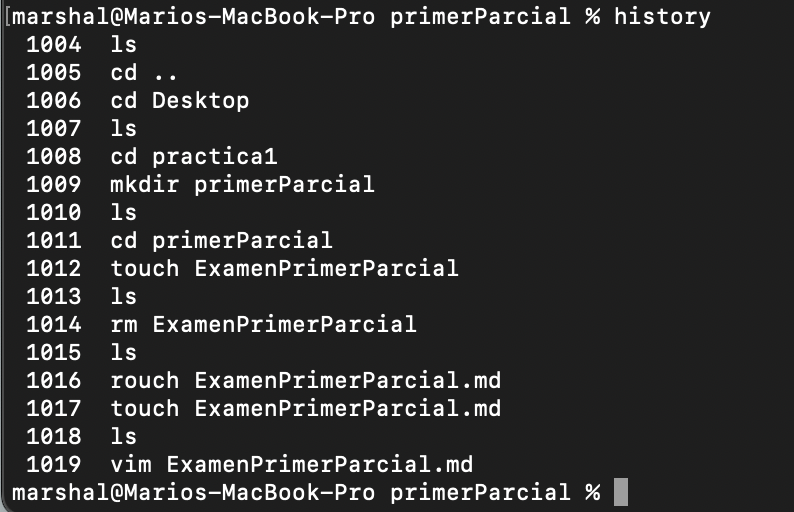 [marshal@Marios-MacBook-Pro primerParcial % history
1004 ls
1005 cd ..
1006 cd Desktop
1007 ls
1008 cd practica1
1009 mkdir primerParcial
1010 ls
1011 cd primerParcial
1012 touch ExamenPrimerParcial
1013 ls
1014 rm ExamenPrimerParcial
1015 ls
1016 rouch ExamenPrimerParcial.md
1017 touch ExamenPrimerParcial.md
1018 ls
1019 vim ExamenPrimerParcial.md
marshal@Marios-MacBook-Pro primerParcial %